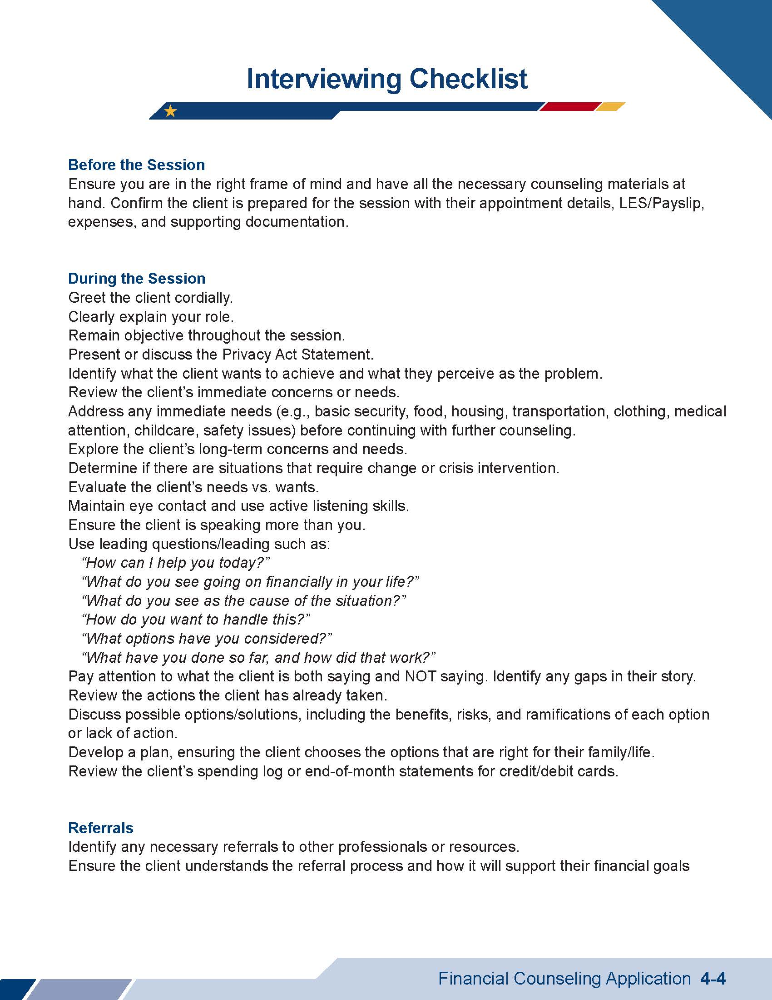 Interviewing Checklist
Before the Session
Ensure you are in the right frame of mind and have all the necessary counseling materials at
hand. Confirm the client is prepared for the session with their appointment details, LES/Payslip,
expenses, and supporting documentation.
During the Session
Greet the client cordially.
Clearly explain your role.
Remain objective throughout the session.
Present or discuss the Privacy Act Statement.
Identify what the client wants to achieve and what they perceive as the problem.
Review the client’s immediate concerns or needs.
Address any immediate needs (e.g., basic security, food, housing, transportation, clothing, medical
attention, childcare, safety issues) before continuing with further counseling.
Explore the client’s long-term concerns and needs.
Determine if there are situations that require change or crisis intervention.
Evaluate the client’s needs vs. wants.
Maintain eye contact and use active listening skills.
Ensure the client is speaking more than you.
Use leading questions/leading such as:
“How can I help you today?”
“What do you see going on financially in your life?”
“What do you see as the cause of the situation?”
“How do you want to handle this?”
“What options have you considered?”
“What have you done so far, and how did that work?”
Pay attention to what the client is both saying and NOT saying. Identify any gaps in their story.
Review the actions the client has already taken.
Discuss possible options/solutions, including the benefits, risks, and ramifications of each option
or lack of action.
Develop a plan, ensuring the client chooses the options that are right for their family/life.
Review the client’s spending log or end-of-month statements for credit/debit cards.
Referrals
Identify any necessary referrals to other professionals or resources.
Ensure the client understands the referral process and how it will support their financial goals
Financial Counseling Application 4-4